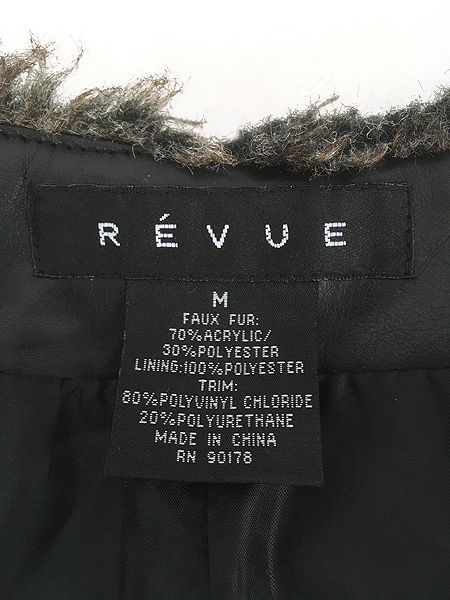 RÉVUE
M
FAUX FUR:
70%ACRYLIC/
30%POLYESTER
LINING:100%POLYESTER
TRIM:
80%POLYVINYL CHLORIDE
20%POLYURETHANE
MADE IN CHINA
RN 90178